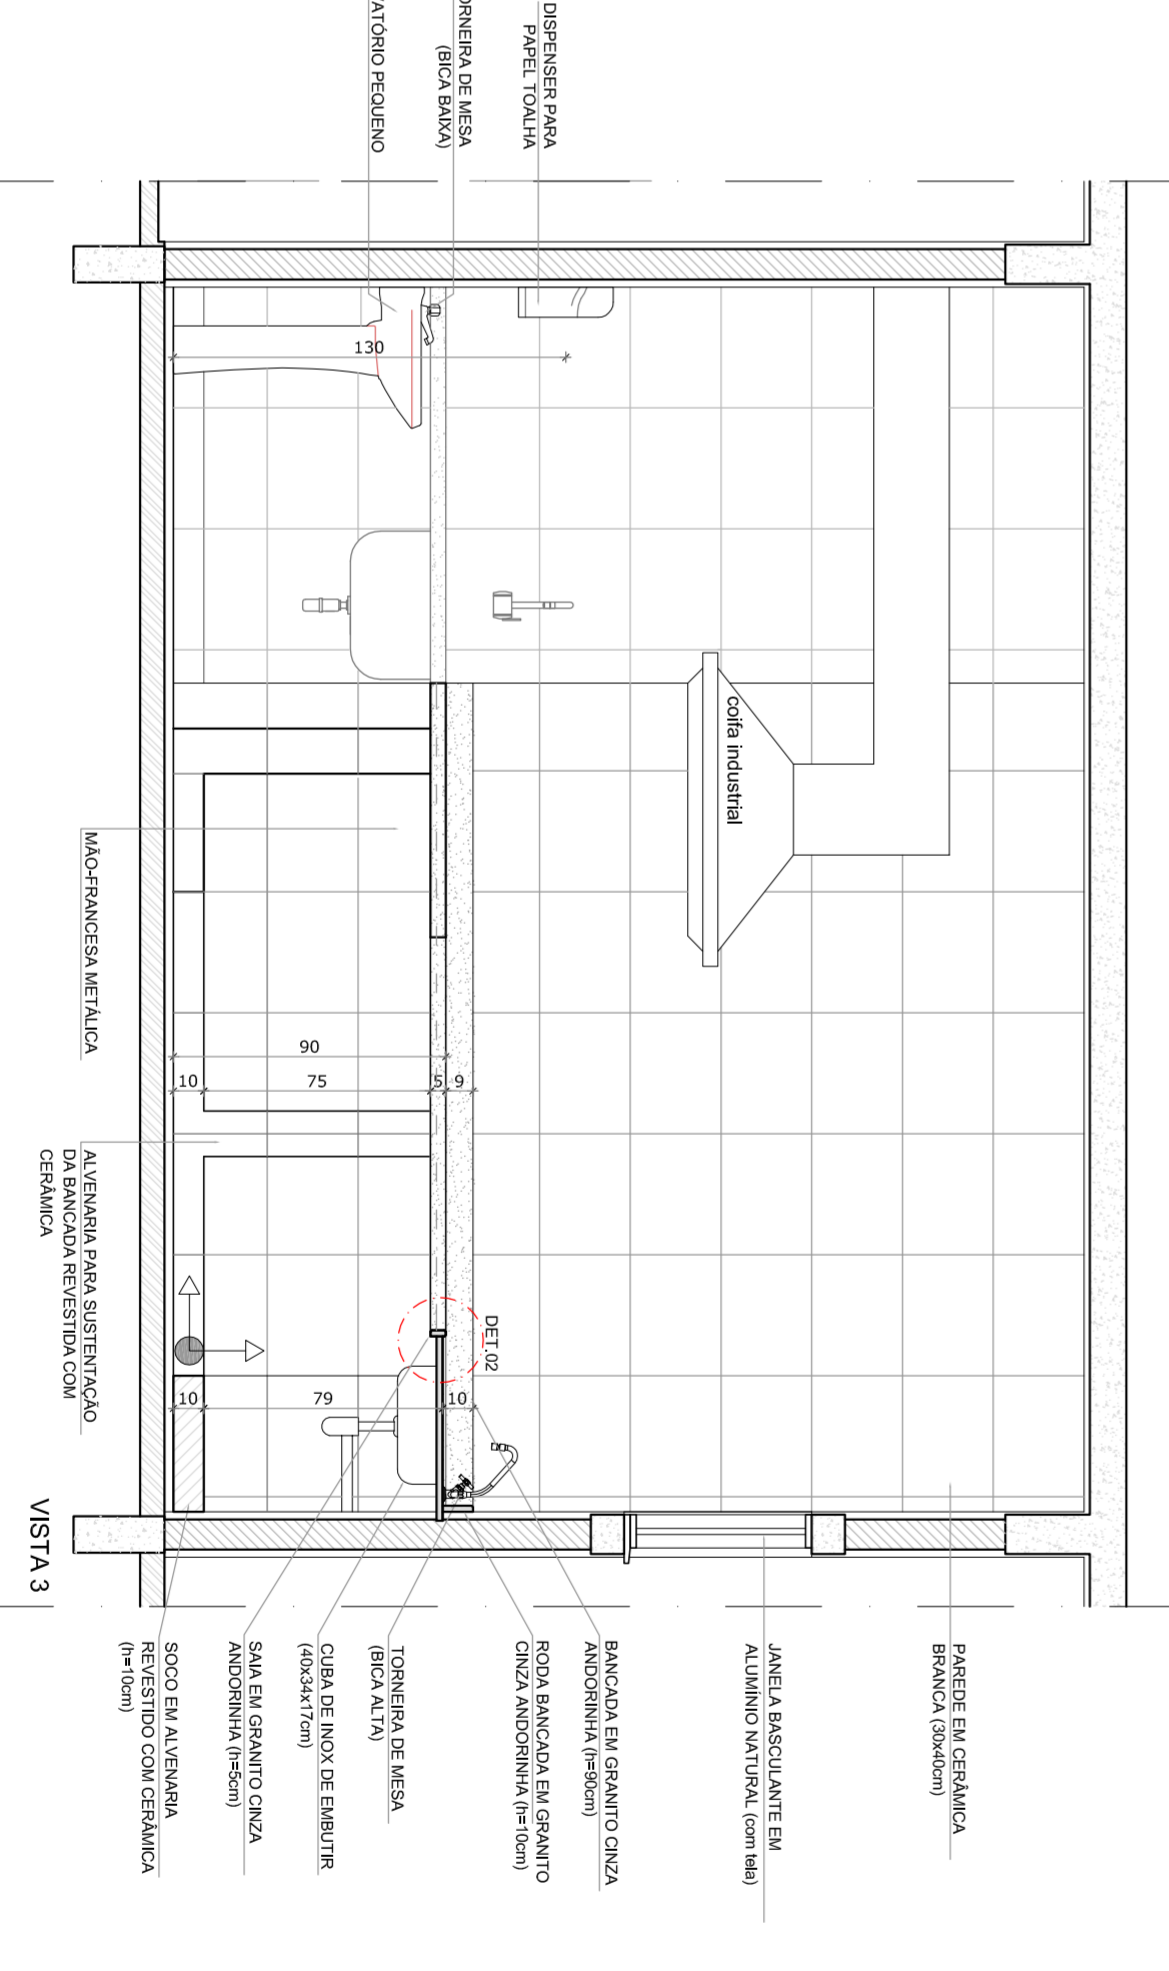 DISPENSER PARA
PAPEL TOALHA
ORNEIRA DE MESA
(BICA BAIXA)
ATÓRIO PEQUENO
130
coifa industrial
90
10
75
5
9
DET.02
10
79
10
MÃO-FRANCESA METÁLICA
ALVENARIA PARA SUSTENTAÇÃO
DA BANCADA REVESTIDA COM
CERÂMICA
PAREDE EM CERÂMICA
BRANCA (30x40cm)
JANELA BASCULANTE EM
ALUMÍNIO NATURAL (com tela)
BANCADA EM GRANITO CINZA
ANDORINHA (h=90cm)
RODA BANCADA EM GRANITO
CINZA ANDORINHA (h=10cm)
TORNEIRA DE MESA
(BICA ALTA)
CUBA DE INOX DE EMBUTIR
(40x34x17cm)
SAIA EM GRANITO CINZA
ANDORINHA (h=5cm)
SOCO EM ALVENARIA
REVESTIDO COM CERÂMICA
(h=10cm)
VISTA 3